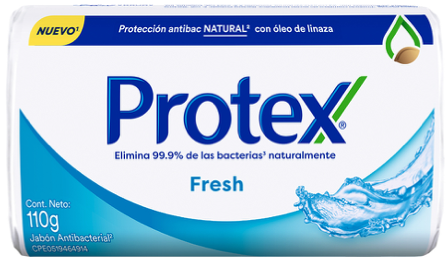 NUEVO¹
Protección antibac NATURAL² con óleo de linaza
Protex®
Elimina 99.9% de las bacterias³ naturalmente
Fresh
Cont. Neto:
110g
Jabón Antibacterial²
CPE0519464914